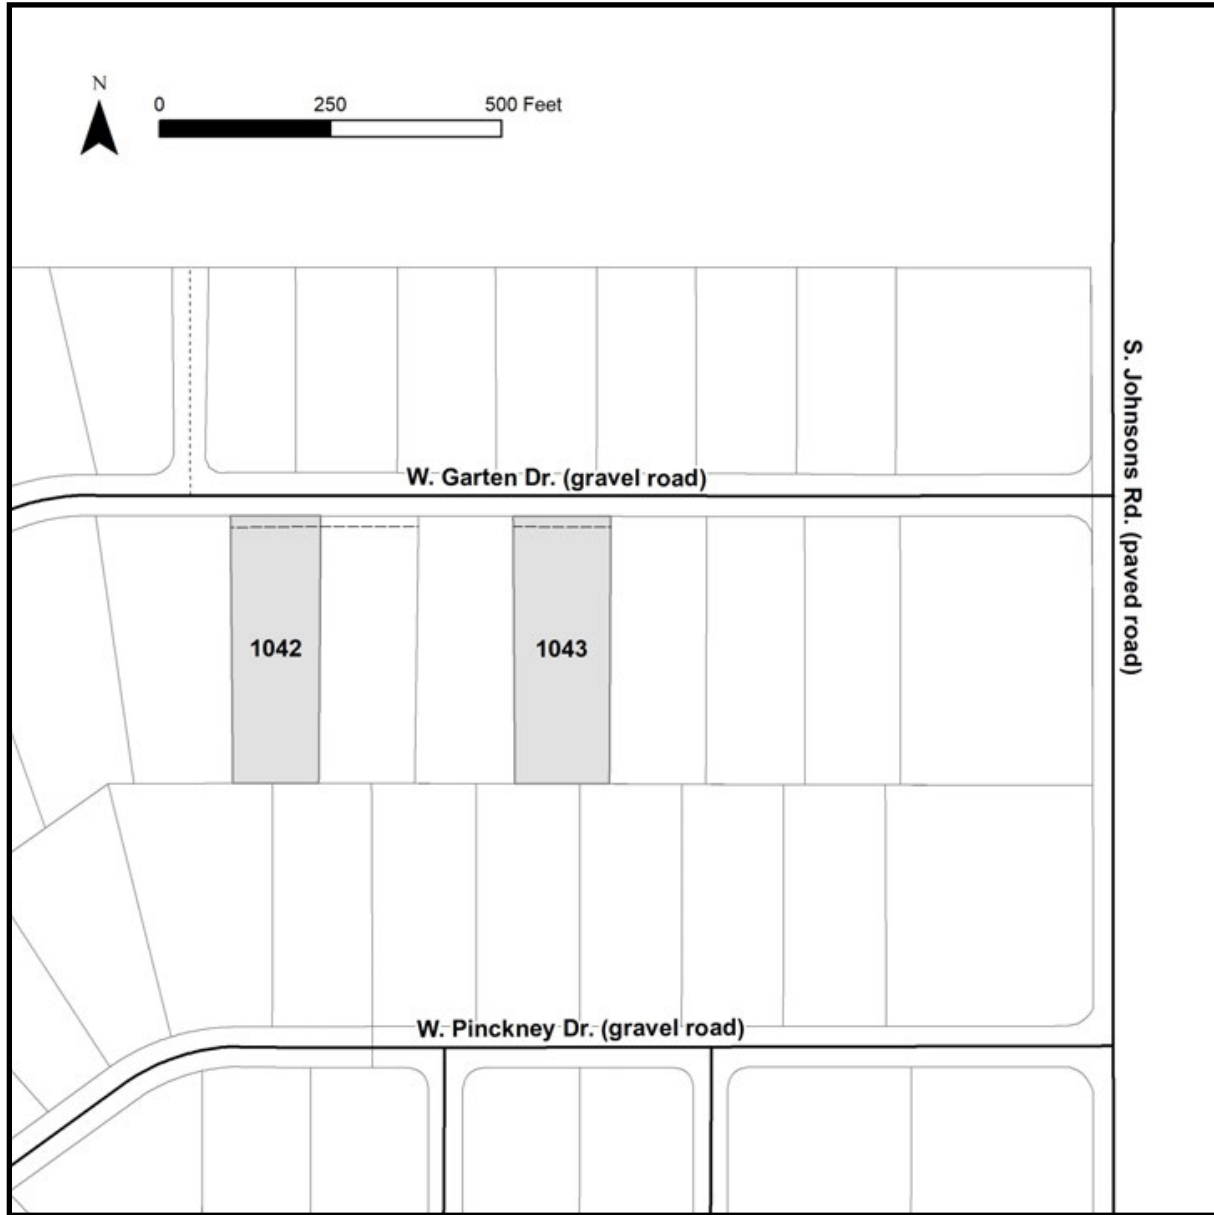 N
0 250 500 Feet
S. Johnsons Rd. (paved road)
W. Garten Dr. (gravel road)
1042 1043
W. Pinckney Dr. (gravel road)